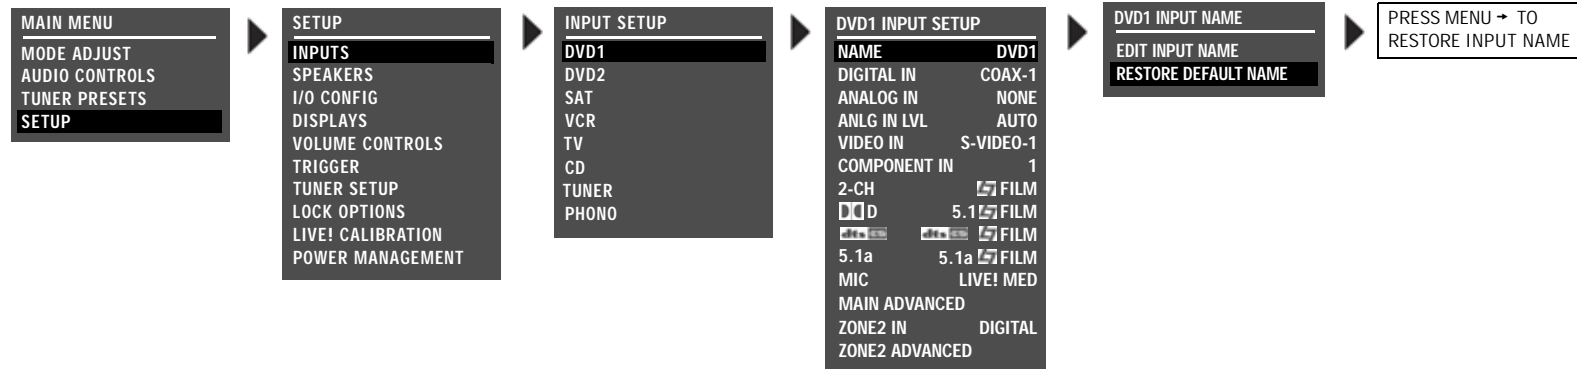 MAIN MENU
MODE ADJUST
AUDIO CONTROLS
TUNER PRESETS
SETUP
SETUP
INPUTS
SPEAKERS
I/O CONFIG
DISPLAYS
VOLUME CONTROLS
TRIGGER
TUNER SETUP
LOCK OPTIONS
LIVE! CALIBRATION
POWER MANAGEMENT
INPUT SETUP
DVD1
DVD2
SAT
VCR
TV
CD
TUNER
PHONO
DVD1 INPUT SETUP
NAME DVD1
DIGITAL IN COAX-1
ANALOG IN NONE
ANLG IN LVL AUTO
VIDEO IN S-VIDEO-1
COMPONENT IN 1
2-CH FILM
D 5.1 FILM
dts dts FILM
5.1a 5.1a FILM
MIC LIVE! MED
MAIN ADVANCED
ZONE2 IN DIGITAL
ZONE2 ADVANCED
DVD1 INPUT NAME
EDIT INPUT NAME
RESTORE DEFAULT NAME
PRESS MENU → TO
RESTORE INPUT NAME